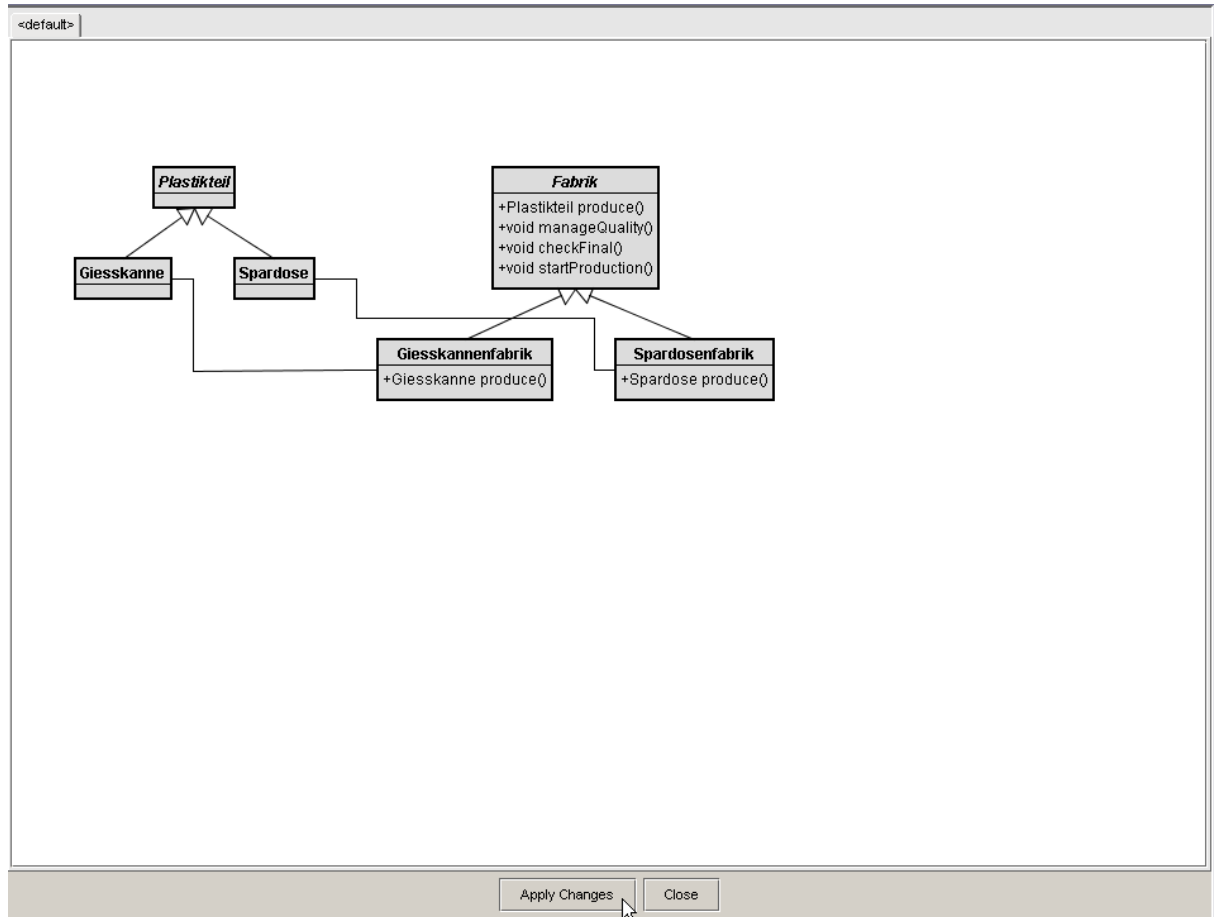 <default>
Plastikteil
Fabrik
+Plastikteil produce()
+void manageQuality()
+void checkFinal()
+void startProduction()
Giesskanne
Spardose
Giesskannenfabrik
+Giesskanne produce()
Spardosenfabrik
+Spardose produce()
Apply Changes
Close